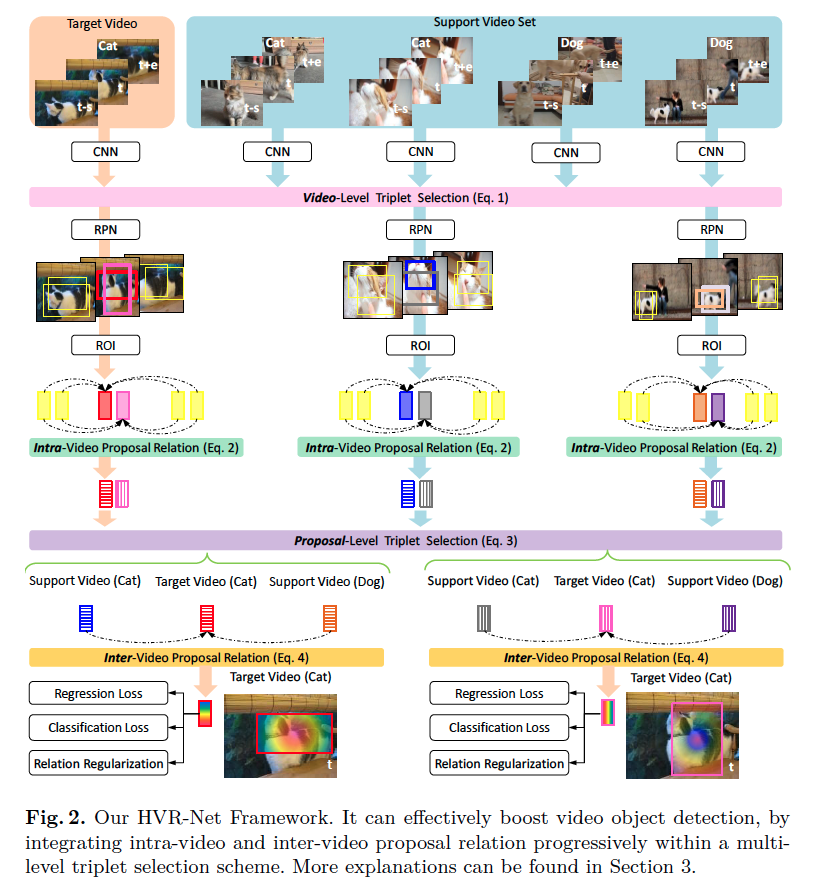 Target Video
Support Video Set
Cat
t+e
t
t-s
Cat
t+e
t
t-s
Cat
t+e
t
t-s
Dog
t+e
t
t-s
Dog
t+e
t
t-s
CNN CNN CNN CNN CNN
Video-Level Triplet Selection (Eq. 1)
RPN RPN RPN
ROI ROI ROI
Intra-Video Proposal Relation (Eq. 2) Intra-Video Proposal Relation (Eq. 2) Intra-Video Proposal Relation (Eq. 2)
Proposal-Level Triplet Selection (Eq. 3)
Support Video (Cat) Target Video (Cat) Support Video (Dog) Support Video (Cat) Target Video (Cat) Support Video (Dog)
Inter-Video Proposal Relation (Eq. 4) Inter-Video Proposal Relation (Eq. 4)
Target Video (Cat)
Regression Loss
Classification Loss
Relation Regularization
t
Target Video (Cat)
Regression Loss
Classification Loss
Relation Regularization
t
Fig. 2. Our HVR-Net Framework. It can effectively boost video object detection, by
integrating intra-video and inter-video proposal relation progressively within a multi-
level triplet selection scheme. More explanations can be found in Section 3.